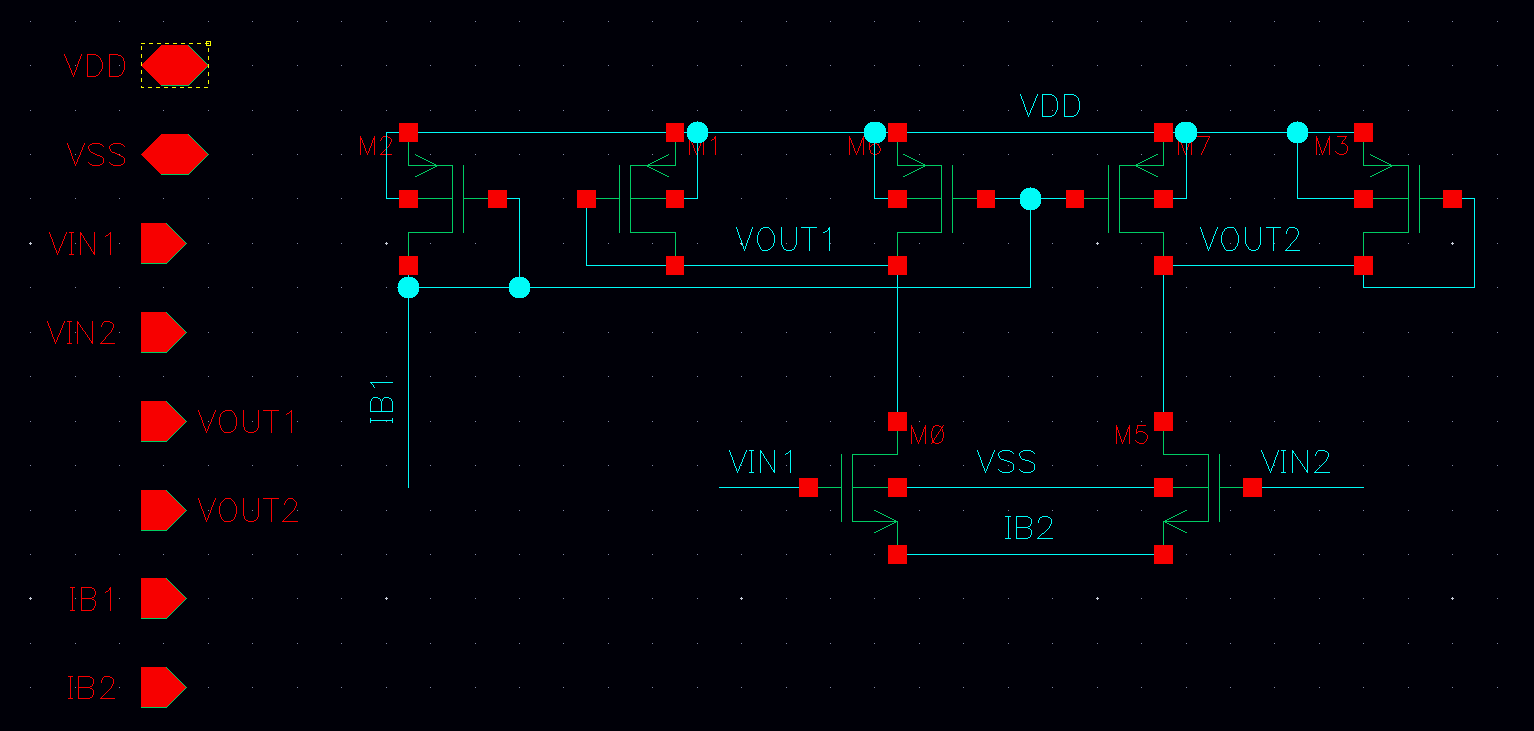 VDD
VSS
VIN1
VIN2
VOUT1
VOUT2
IB1
IB2
VDD
M2
M1
M6
M7
M3
VOUT1
VOUT2
IB1
M0
M5
VIN1
VSS
VIN2
IB2